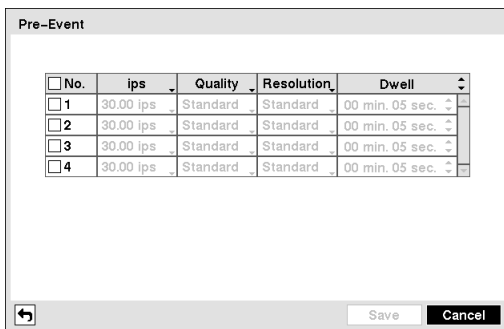 Pre-Event
No. ips Quality Resolution Dwell
1 30.00 ips Standard Standard 00 min. 05 sec.
2 30.00 ips Standard Standard 00 min. 05 sec.
3 30.00 ips Standard Standard 00 min. 05 sec.
4 30.00 ips Standard Standard 00 min. 05 sec.
Save Cancel